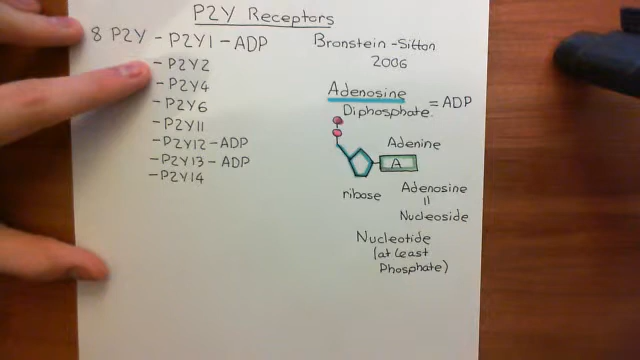 P2Y Receptors
8 P2Y - P2Y1 - ADP
- P2Y2
- P2Y4
- P2Y6
- P2Y11
- P2Y12 - ADP
- P2Y13 - ADP
- P2Y14
Branstein - Sitton
2006
Adenosine
Diphosphate = ADP
Adenine
A
ribose
Adenosine
=
Nucleoside
Nucleotide
(at least
Phosphate)